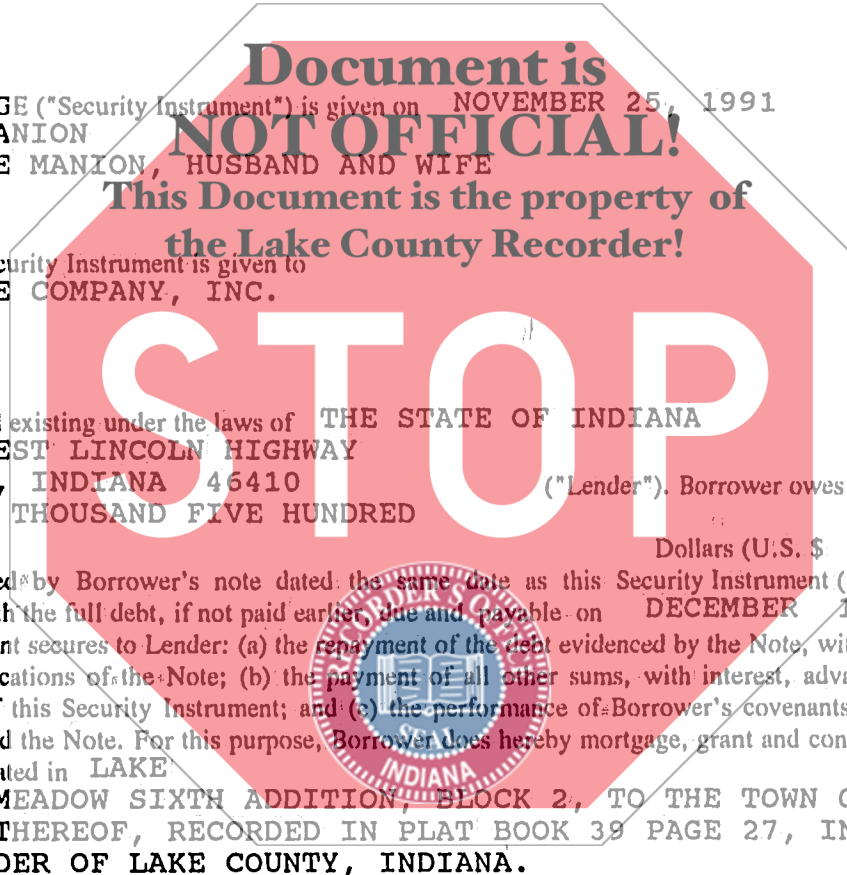 Document is
GE ("Security Instrument") is given on NOVEMBER 25, 1991
ANION
NOT OFFICIAL!
E MANION, HUSBAND AND WIFE
This Document is the property of
the Lake County Recorder!
curity Instrument is given to
E COMPANY, INC.
STOP
existing under the laws of THE STATE OF INDIANA
EST LINCOLN HIGHWAY
, INDIANA 46410 ("Lender"). Borrower owes
THOUSAND FIVE HUNDRED
Dollars (U.S. $
ed by Borrower's note dated the same date as this Security Instrument (
h the full debt, if not paid earlier, due and payable on DECEMBER 1
nt secures to Lender: (a) the repayment of the debt evidenced by the Note, wi
cations of the Note; (b) the payment of all other sums, with interest, adva
f this Security Instrument; and (c) the performance of Borrower's covenants
d the Note. For this purpose, Borrower does hereby mortgage, grant and con
ated in LAKE
MEADOW SIXTH ADDITION, BLOCK 2, TO THE TOWN O
THEREOF, RECORDED IN PLAT BOOK 39 PAGE 27, IN
DER OF LAKE COUNTY, INDIANA.
RECORDER'S OFFICE
SEAL
INDIANA